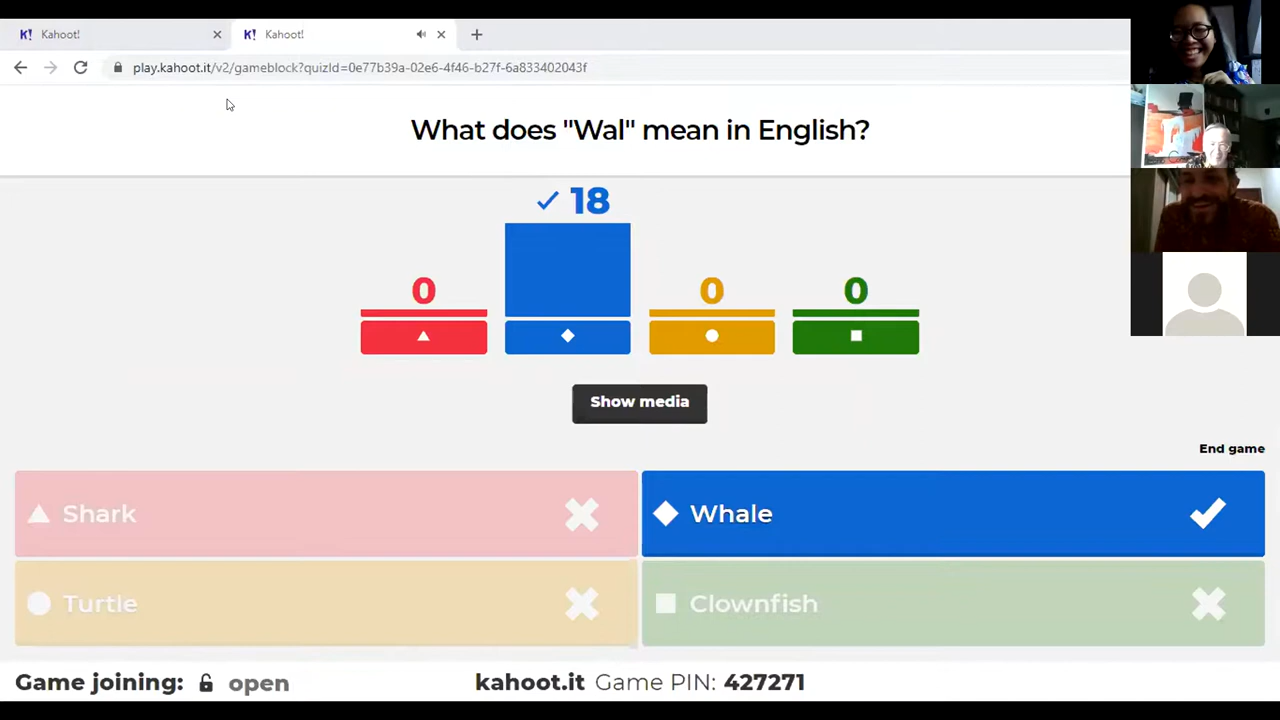 K! Kahoot!
K! Kahoot!
play.kahoot.it/v2/gameblock?quizId=0e77b39a-02e6-4f46-b27f-6a833402043f
What does "Wal" mean in English?
18
0
0
0
Show media
End game
Shark
Whale
Turtle
Clownfish
Game joining: open
kahoot.it Game PIN: 427271